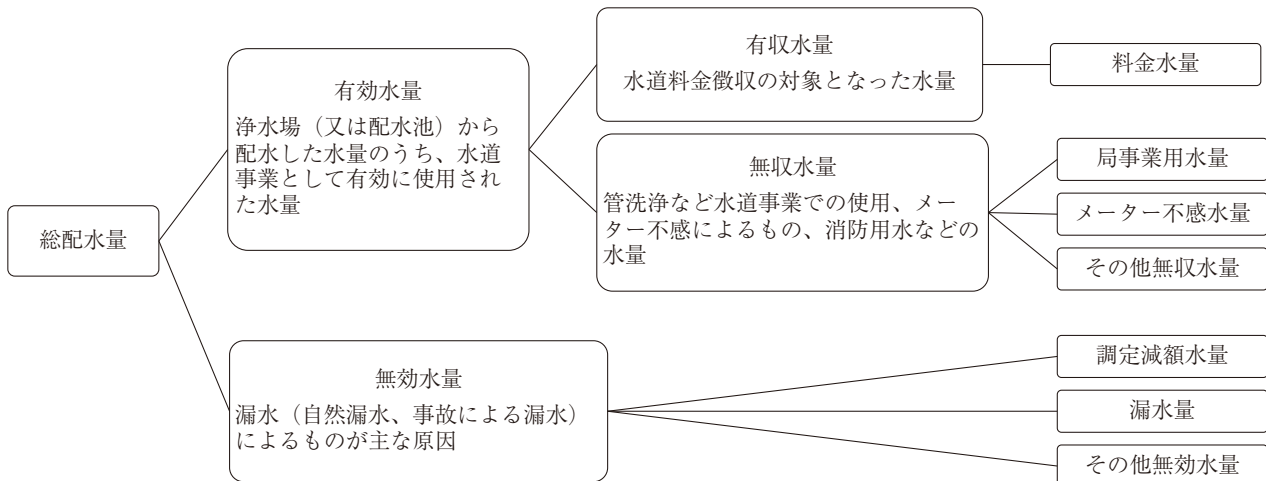 総配水量
有効水量
浄水場（又は配水池）から
配水した水量のうち、水道
事業として有効に使用され
た水量
有収水量
水道料金徴収の対象となった水量
料金水量
無収水量
管洗浄など水道事業での使用、メー
ター不感によるもの、消防用水などの
水量
局事業用水量
メーター不感水量
その他無収水量
無効水量
漏水（自然漏水、事故による漏水）
によるものが主な原因
調定減額水量
漏水量
その他無効水量